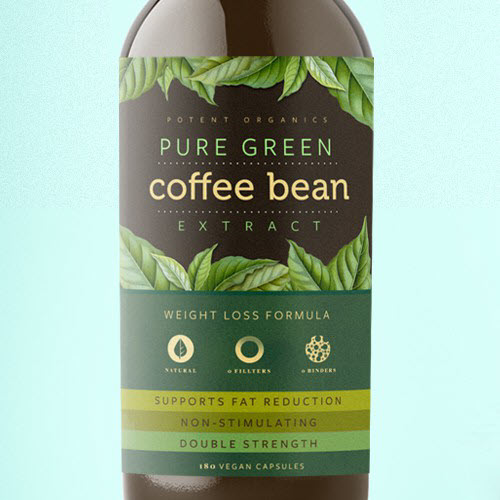 POTENT ORGANICS
PURE GREEN
coffee bean
EXTRACT
WEIGHT LOSS FORMULA
NATURAL
0 FILLTERS
0 BINDERS
SUPPORTS FAT REDUCTION
NON-STIMULATING
DOUBLE STRENGTH
180 VEGAN CAPSULES